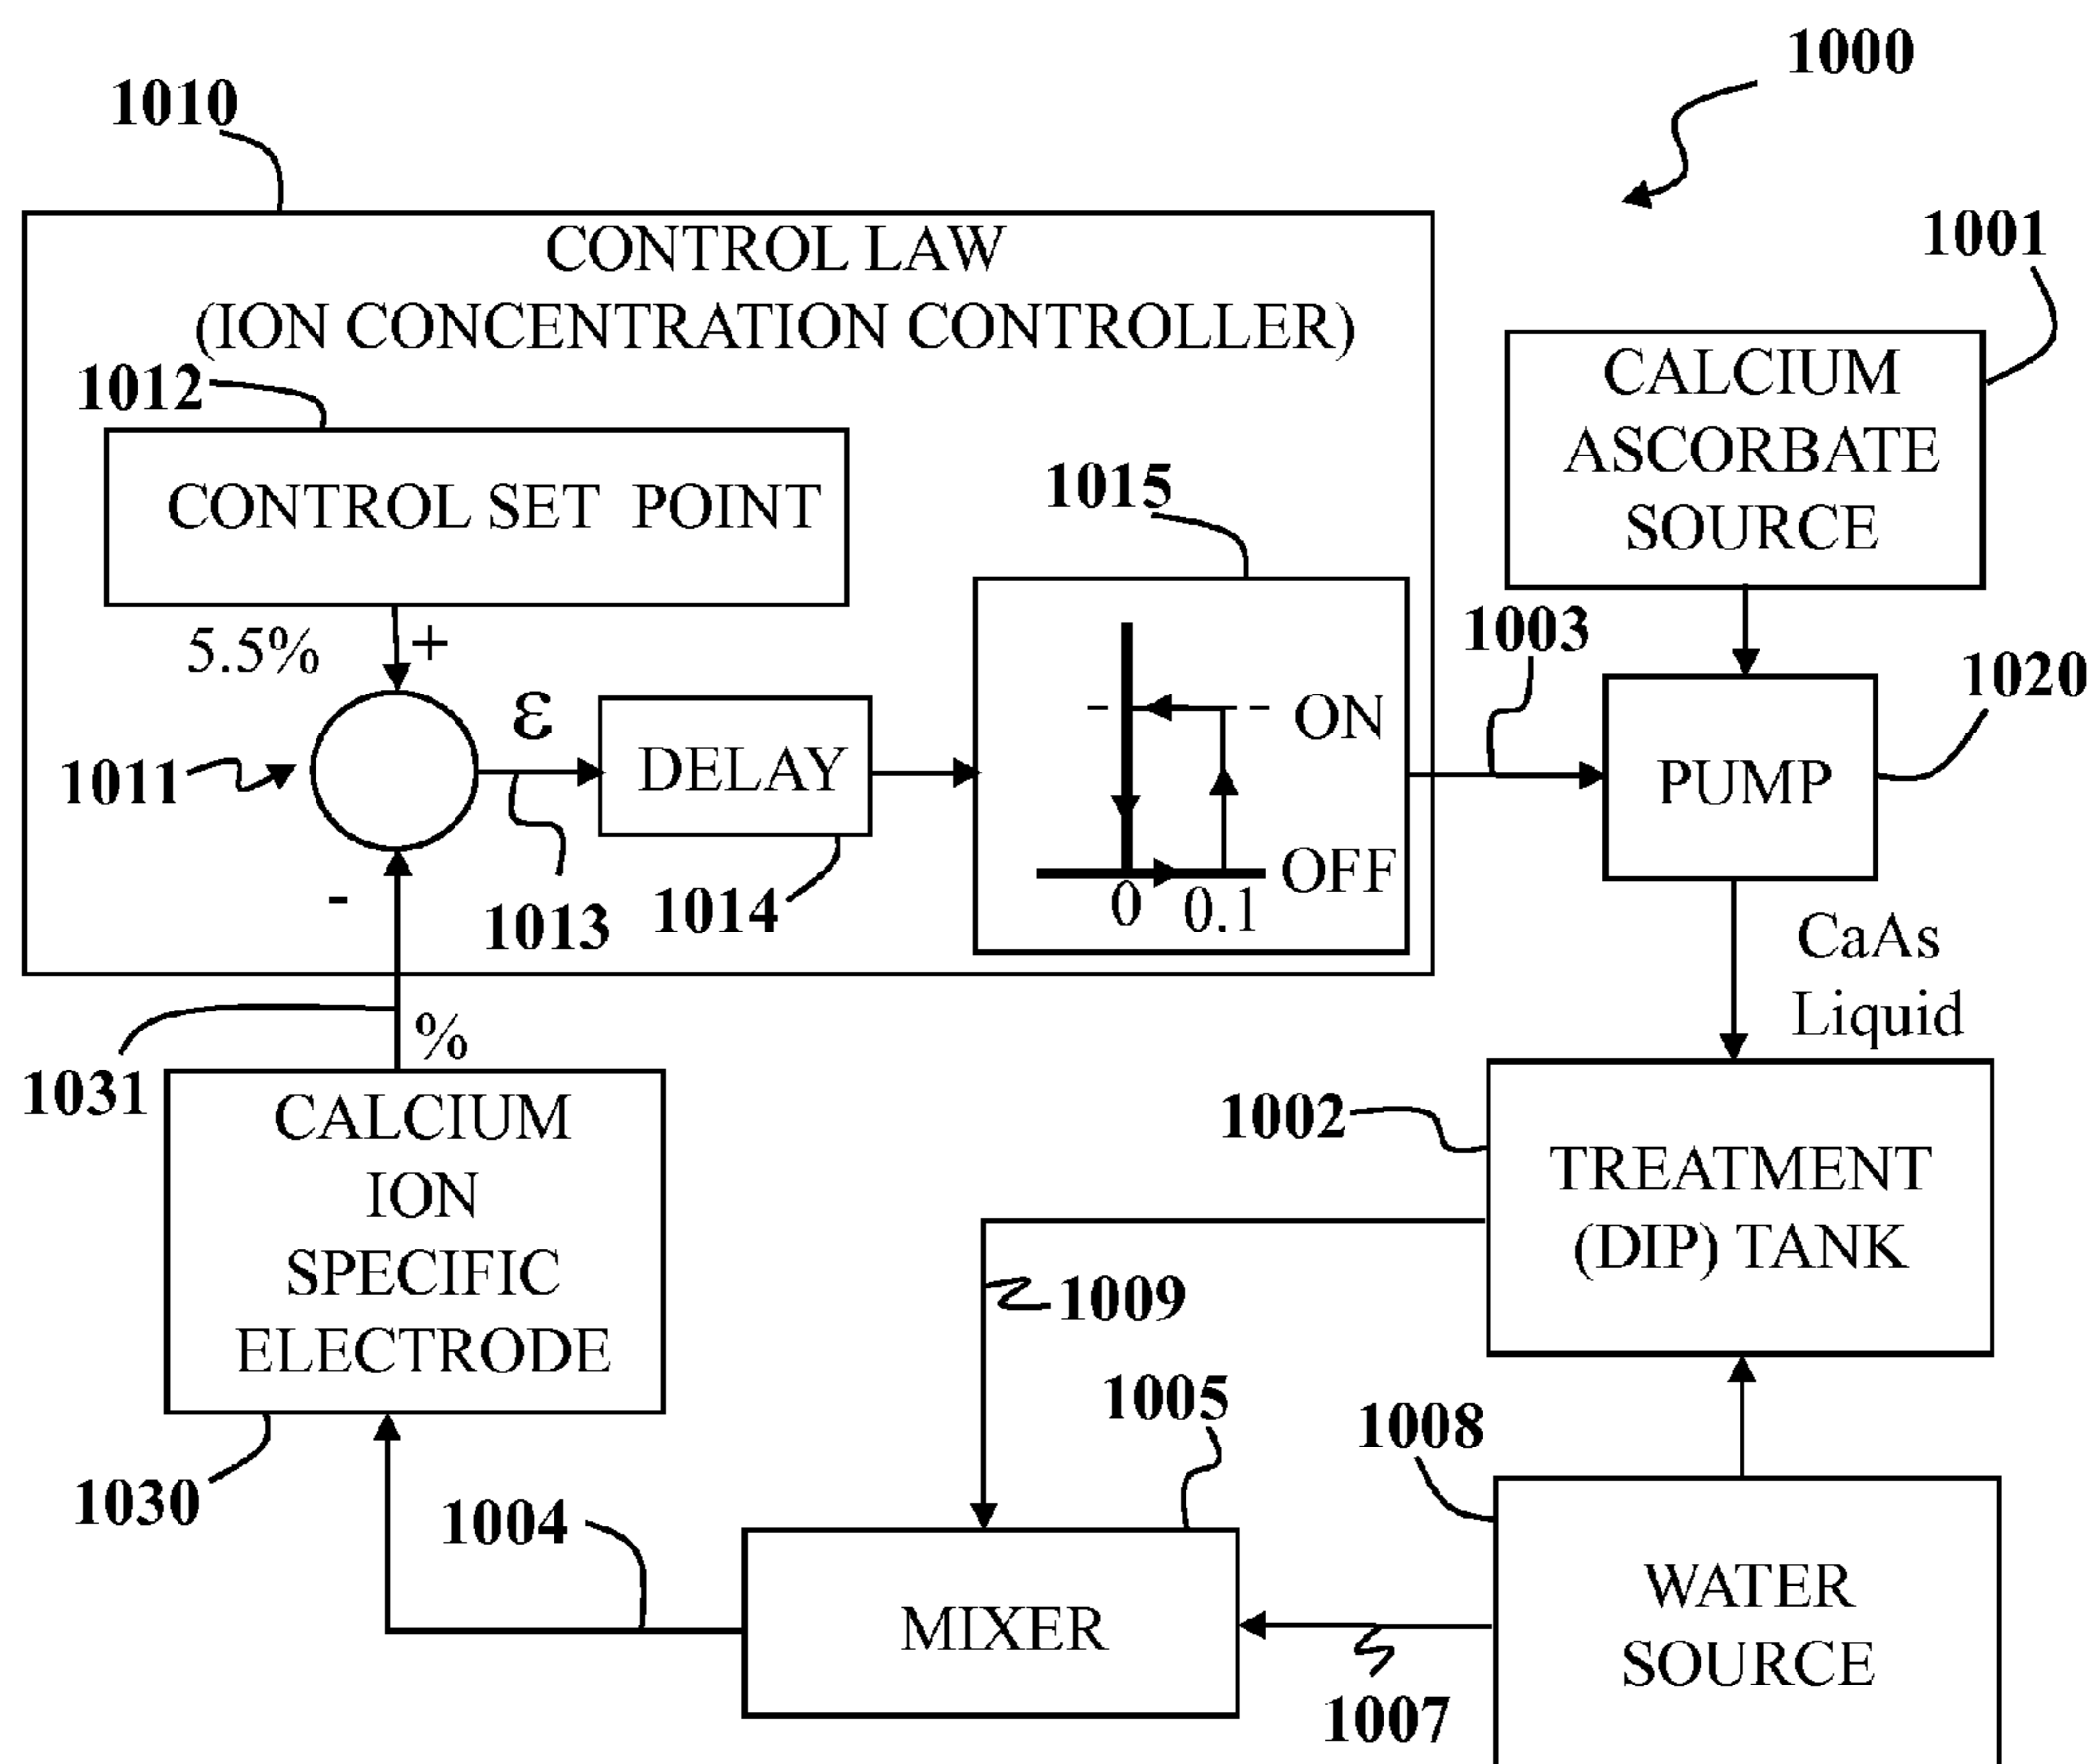 1000
1010
1001
CONTROL LAW
(ION CONCENTRATION CONTROLLER)
1012
CONTROL SET POINT
CALCIUM
ASCORBATE
SOURCE
1015
1003
5.5%
+
ε
1011
DELAY
- - ON
OFF
0 0.1
PUMP
1020
-
1013
1014
CaAs
Liquid
%
1031
CALCIUM
ION
SPECIFIC
ELECTRODE
1002
TREATMENT
(DIP) TANK
1009
1005
1008
1030
1004
MIXER
WATER
SOURCE
1007